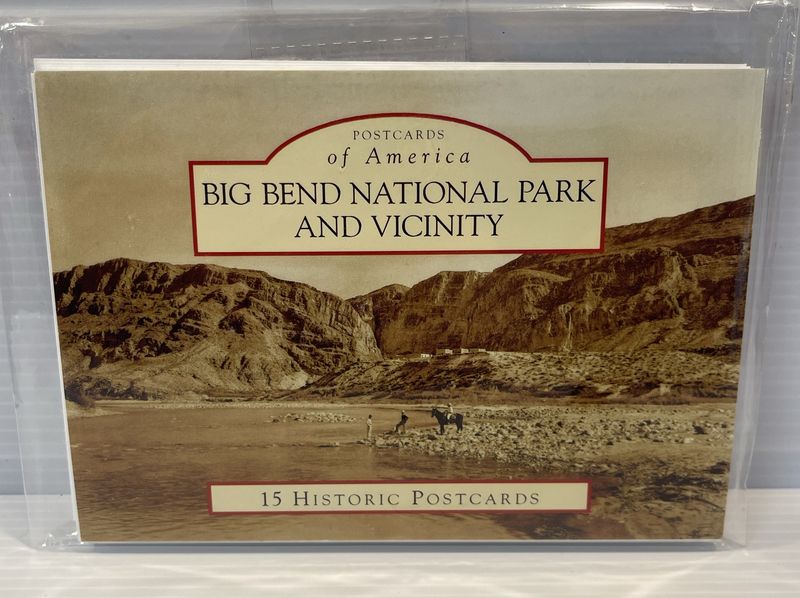 POSTCARDS
of America
BIG BEND NATIONAL PARK
AND VICINITY
15 HISTORIC POSTCARDS